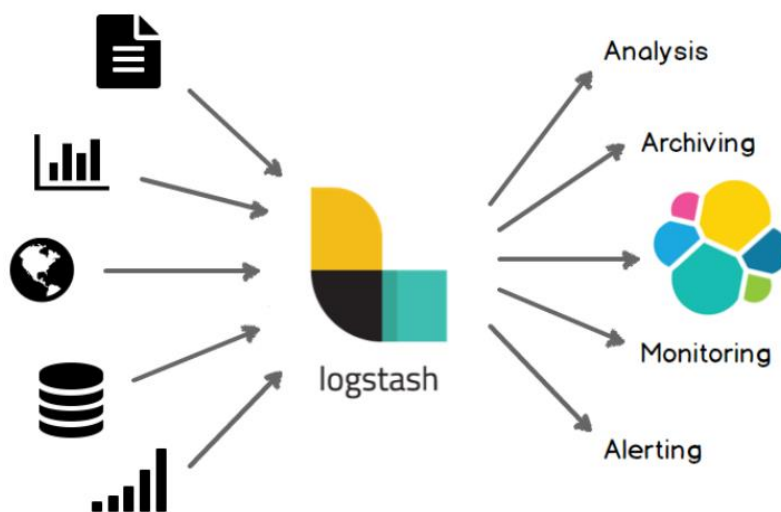 Analysis
Archiving
logstash
Monitoring
Alerting